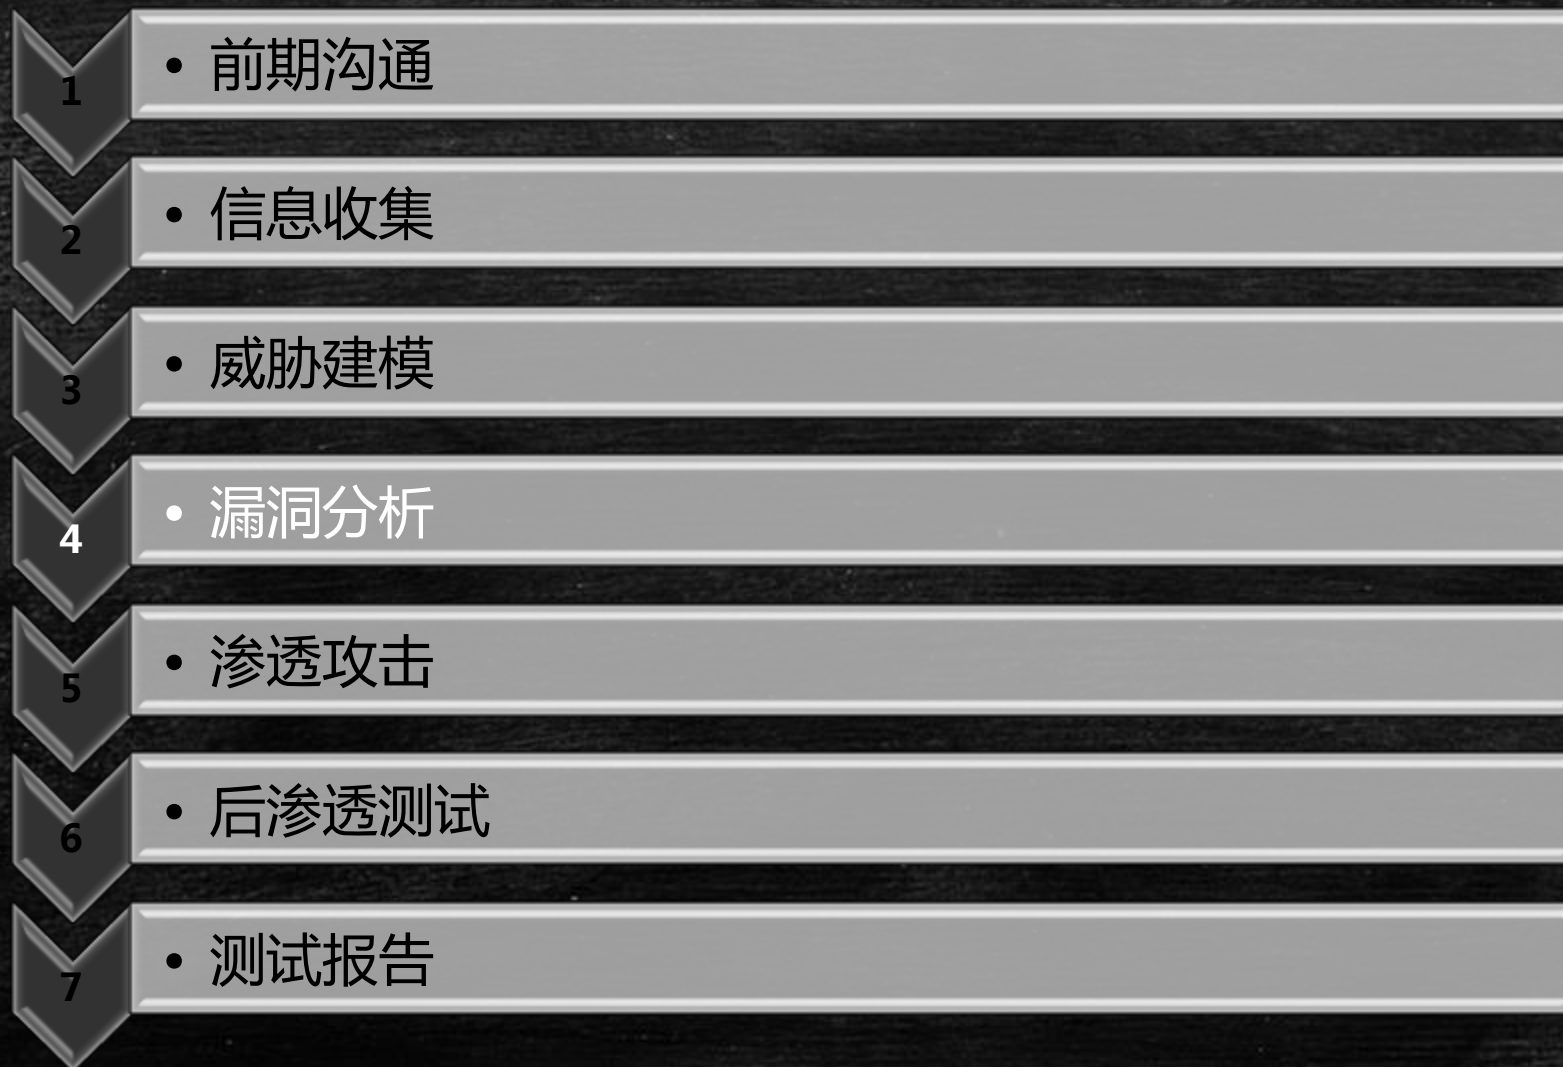 1
• 前期沟通
2
• 信息收集
3
• 威胁建模
4
• 漏洞分析
5
• 渗透攻击
6
• 后渗透测试
7
• 测试报告